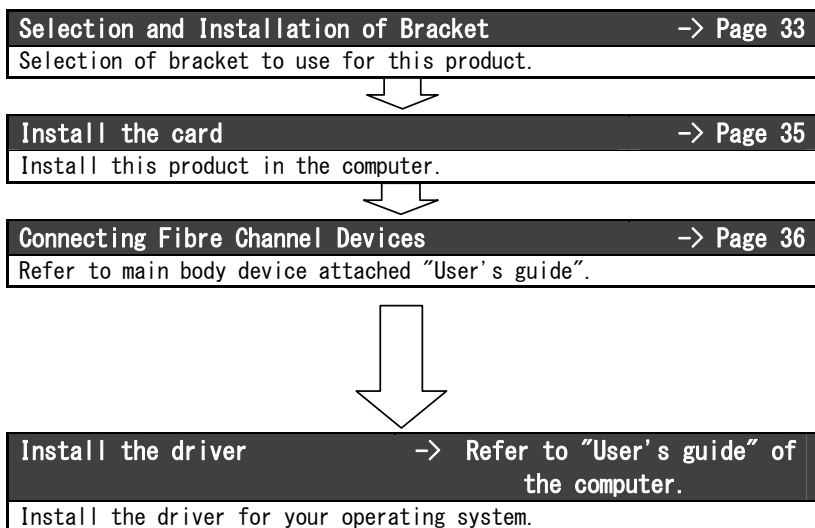 Selection and Installation of Bracket -> Page 33
Selection of bracket to use for this product.
Install the card -> Page 35
Install this product in the computer.
Connecting Fibre Channel Devices -> Page 36
Refer to main body device attached "User's guide".
Install the driver -> Refer to "User's guide" of
the computer.
Install the driver for your operating system.